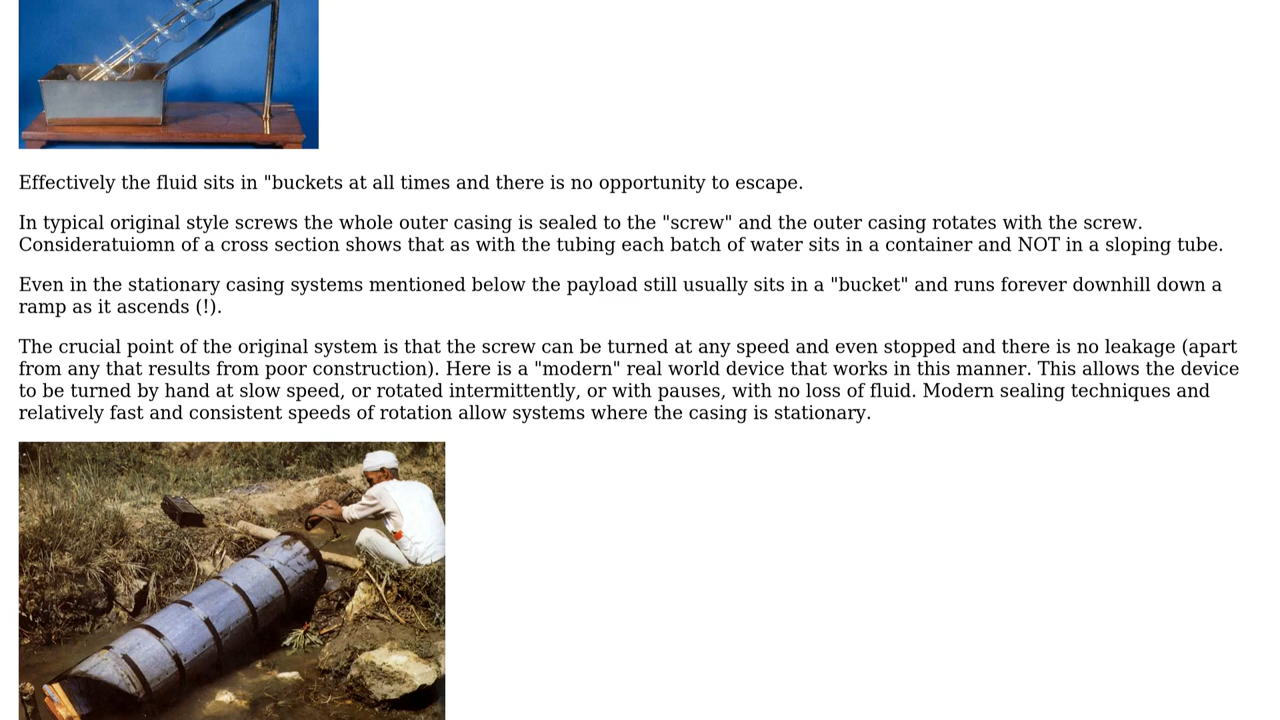 Effectively the fluid sits in "buckets at all times and there is no opportunity to escape.
In typical original style screws the whole outer casing is sealed to the "screw" and the outer casing rotates with the screw.
Consideratuiomn of a cross section shows that as with the tubing each batch of water sits in a container and NOT in a sloping tube.
Even in the stationary casing systems mentioned below the payload still usually sits in a "bucket" and runs forever downhill down a
ramp as it ascends (!).
The crucial point of the original system is that the screw can be turned at any speed and even stopped and there is no leakage (apart
from any that results from poor construction). Here is a "modern" real world device that works in this manner. This allows the device
to be turned by hand at slow speed, or rotated intermittently, or with pauses, with no loss of fluid. Modern sealing techniques and
relatively fast and consistent speeds of rotation allow systems where the casing is stationary.